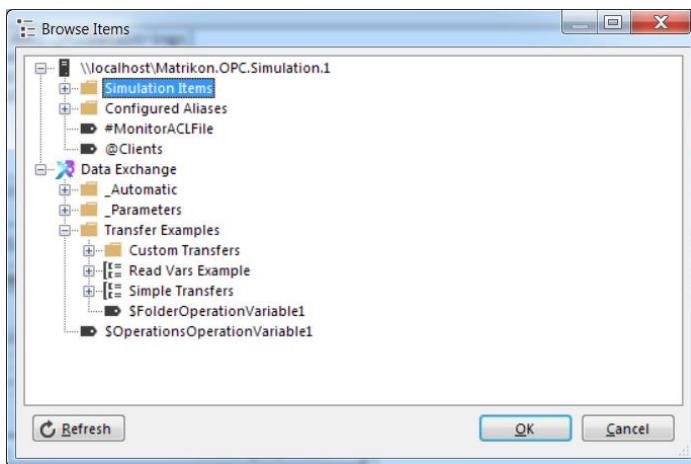 Browse Items
\\localhost\Matrikon.OPC.Simulation.1
Simulation Items
Configured Aliases
#MonitorACLFile
@Clients
Data Exchange
_Automatic
_Parameters
Transfer Examples
Custom Transfers
Read Vars Example
Simple Transfers
$FolderOperationVariable1
$OperationsOperationVariable1
Refresh OK Cancel